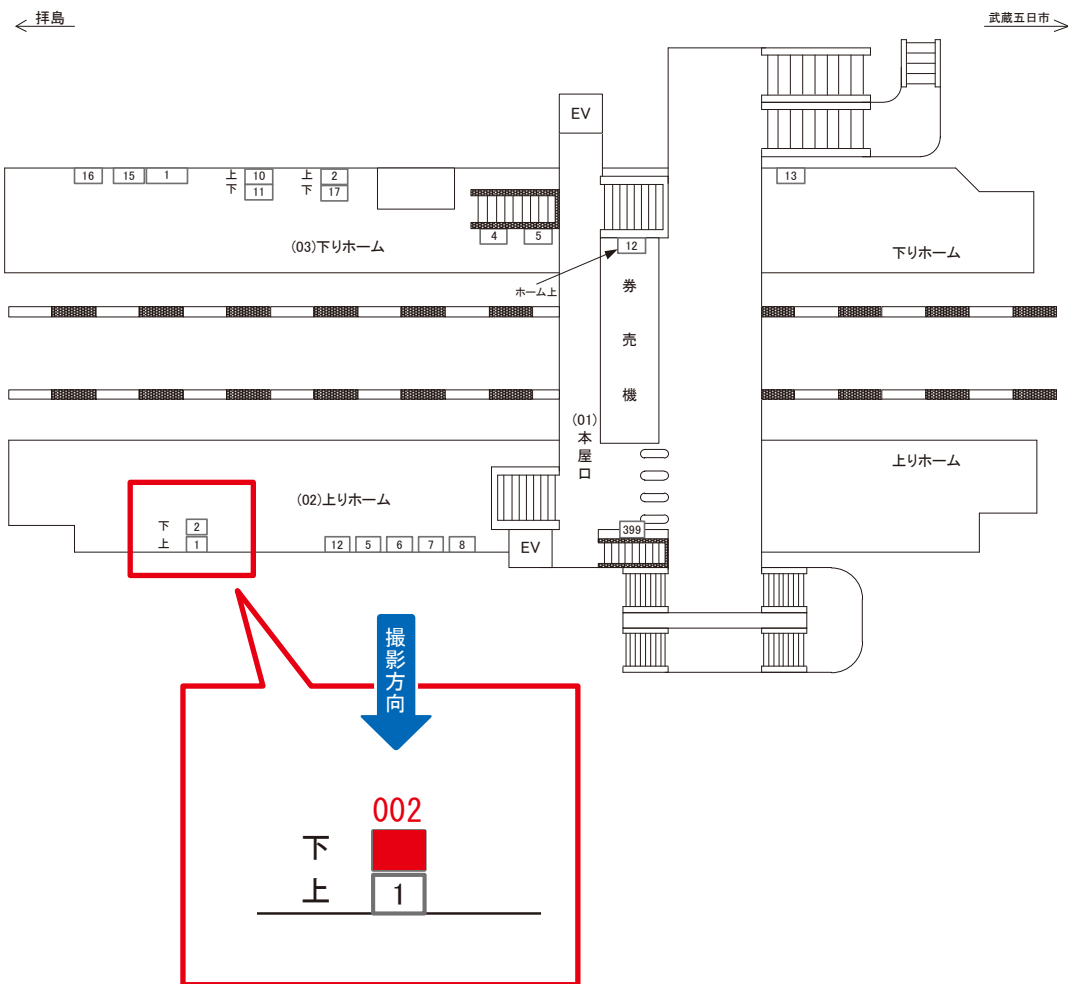 拝島
武蔵五日市
EV
16
15
1
上 10
下 11
上 2
下 17
13
4
5
(03)下りホーム
12
下りホーム
ホーム上
券売機
(01)本屋口
上りホーム
(02)上りホーム
下 2
上 1
12
5
6
7
8
EV
399
撮影方向
002
下
上 1